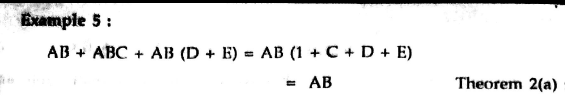 Example 5 :
AB + ABC + AB (D + E) = AB (1 + C + D + E)
= AB Theorem 2(a)